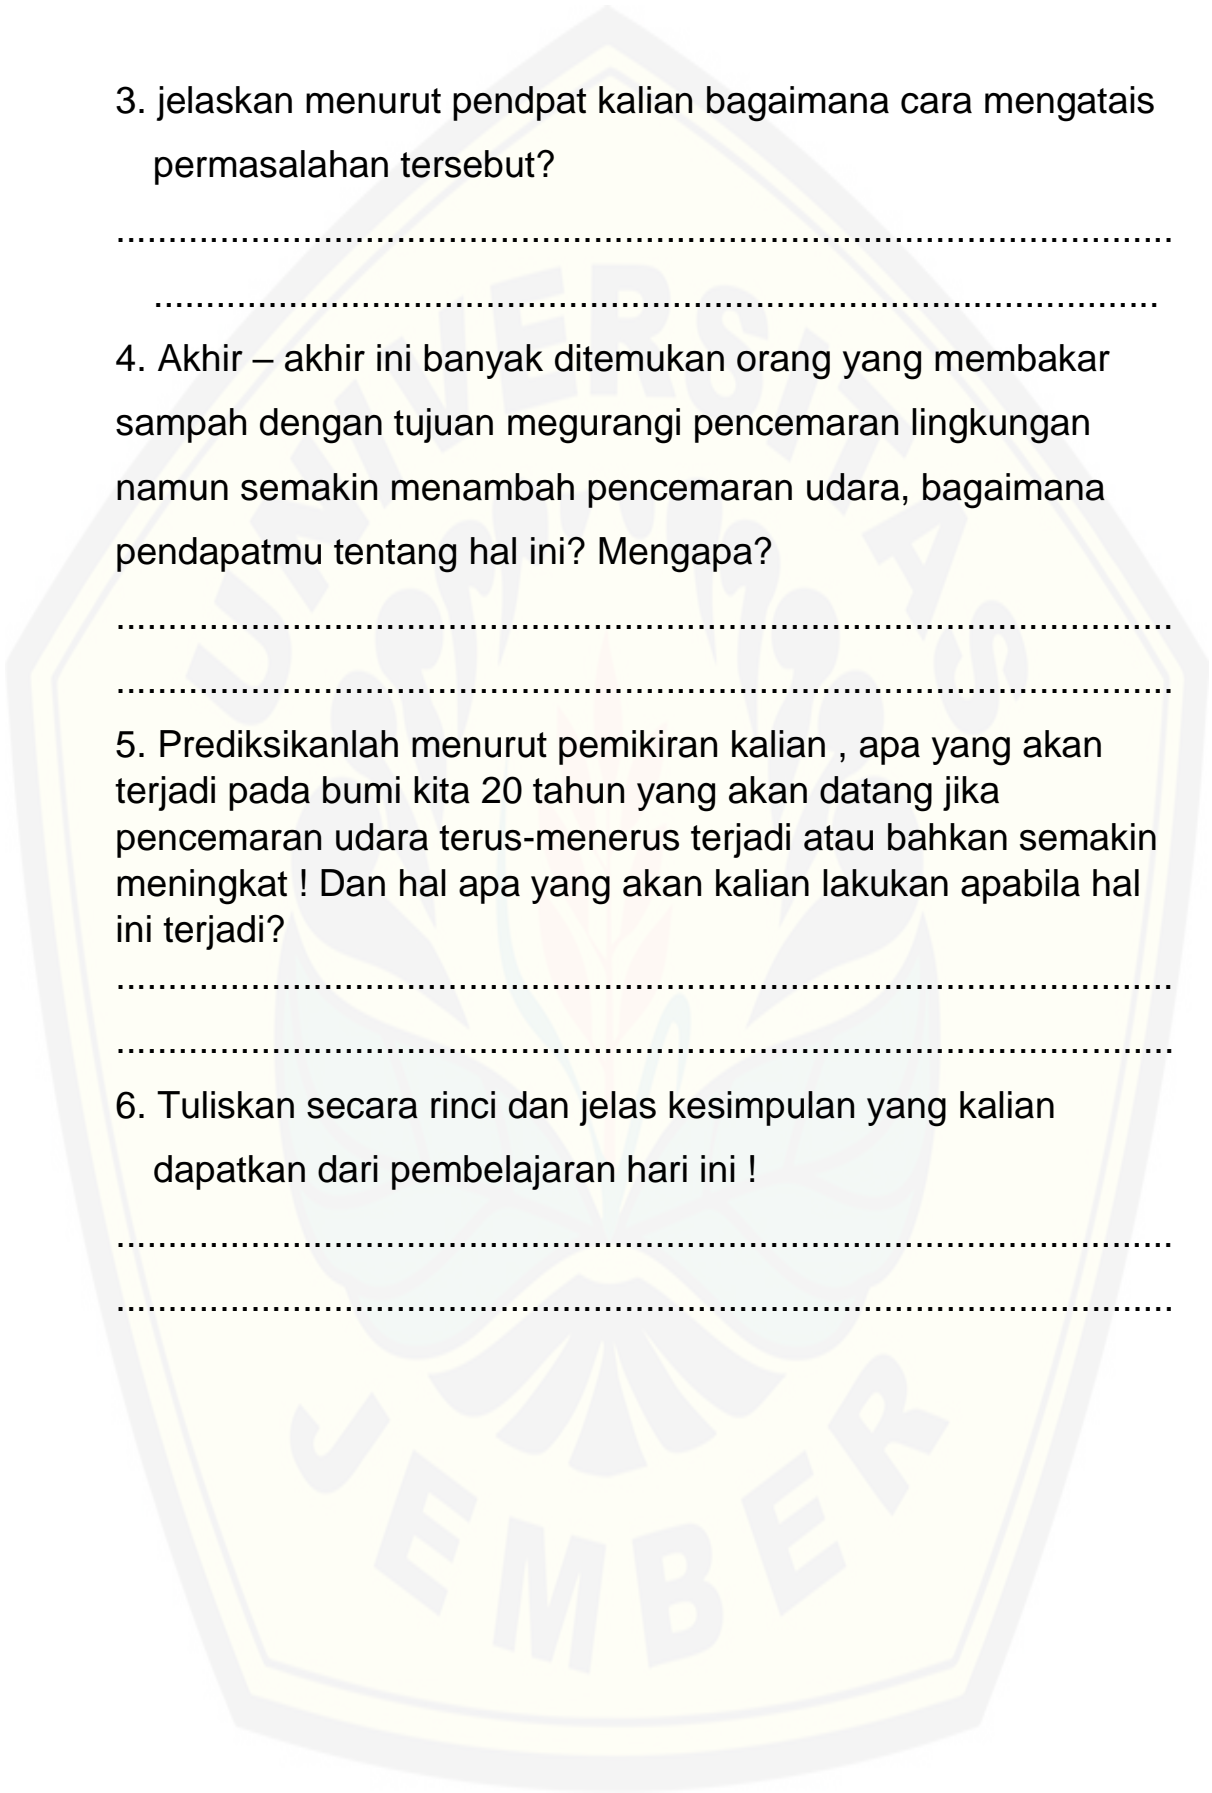 3. jelaskan menurut pendpat kalian bagaimana cara mengatais
permasalahan tersebut?
......................................................................................................
.................................................................................................
4. Akhir – akhir ini banyak ditemukan orang yang membakar
sampah dengan tujuan megurangi pencemaran lingkungan
namun semakin menambah pencemaran udara, bagaimana
pendapatmu tentang hal ini? Mengapa?
......................................................................................................
......................................................................................................
5. Prediksikanlah menurut pemikiran kalian , apa yang akan
terjadi pada bumi kita 20 tahun yang akan datang jika
pencemaran udara terus-menerus terjadi atau bahkan semakin
meningkat ! Dan hal apa yang akan kalian lakukan apabila hal
ini terjadi?
......................................................................................................
......................................................................................................
6. Tuliskan secara rinci dan jelas kesimpulan yang kalian
dapatkan dari pembelajaran hari ini !
......................................................................................................
......................................................................................................
UNIVERSITAS
JEMBER